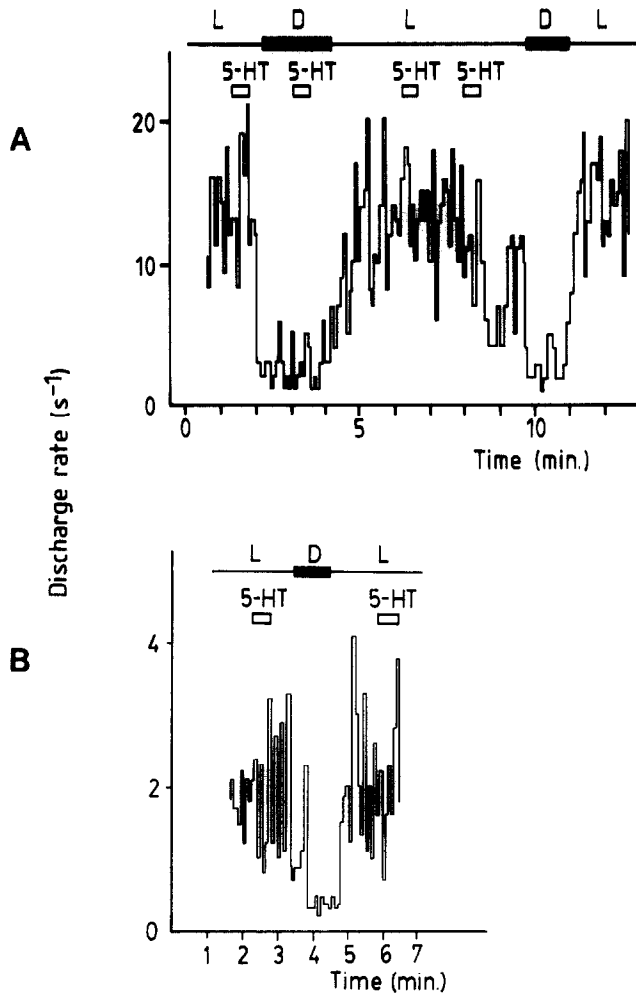 L D L D L
5-HT 5-HT 5-HT 5-HT
A
20
10
0
0 5 10
Time (min.)
Discharge rate (s⁻¹)
L D L
5-HT 5-HT
B
4
2
0
1 2 3 4 5 6 7
Time (min.)